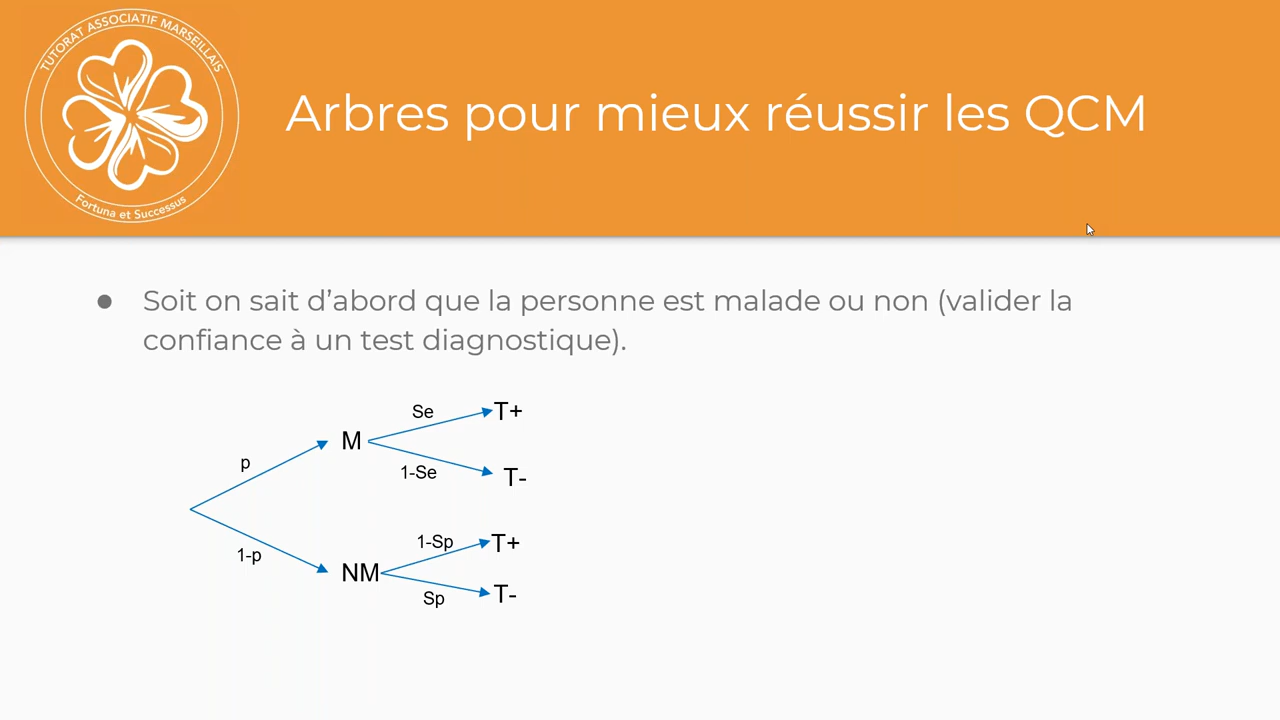 TUTORAT ASSOCIATIF MARSEILLAIS
Fortuna et Successus
Arbres pour mieux réussir les QCM
● Soit on sait d’abord que la personne est malade ou non (valider la
confiance à un test diagnostique).
Se
T+
M
p
1-Se
T-
1-Sp
T+
1-p
NM
Sp
T-